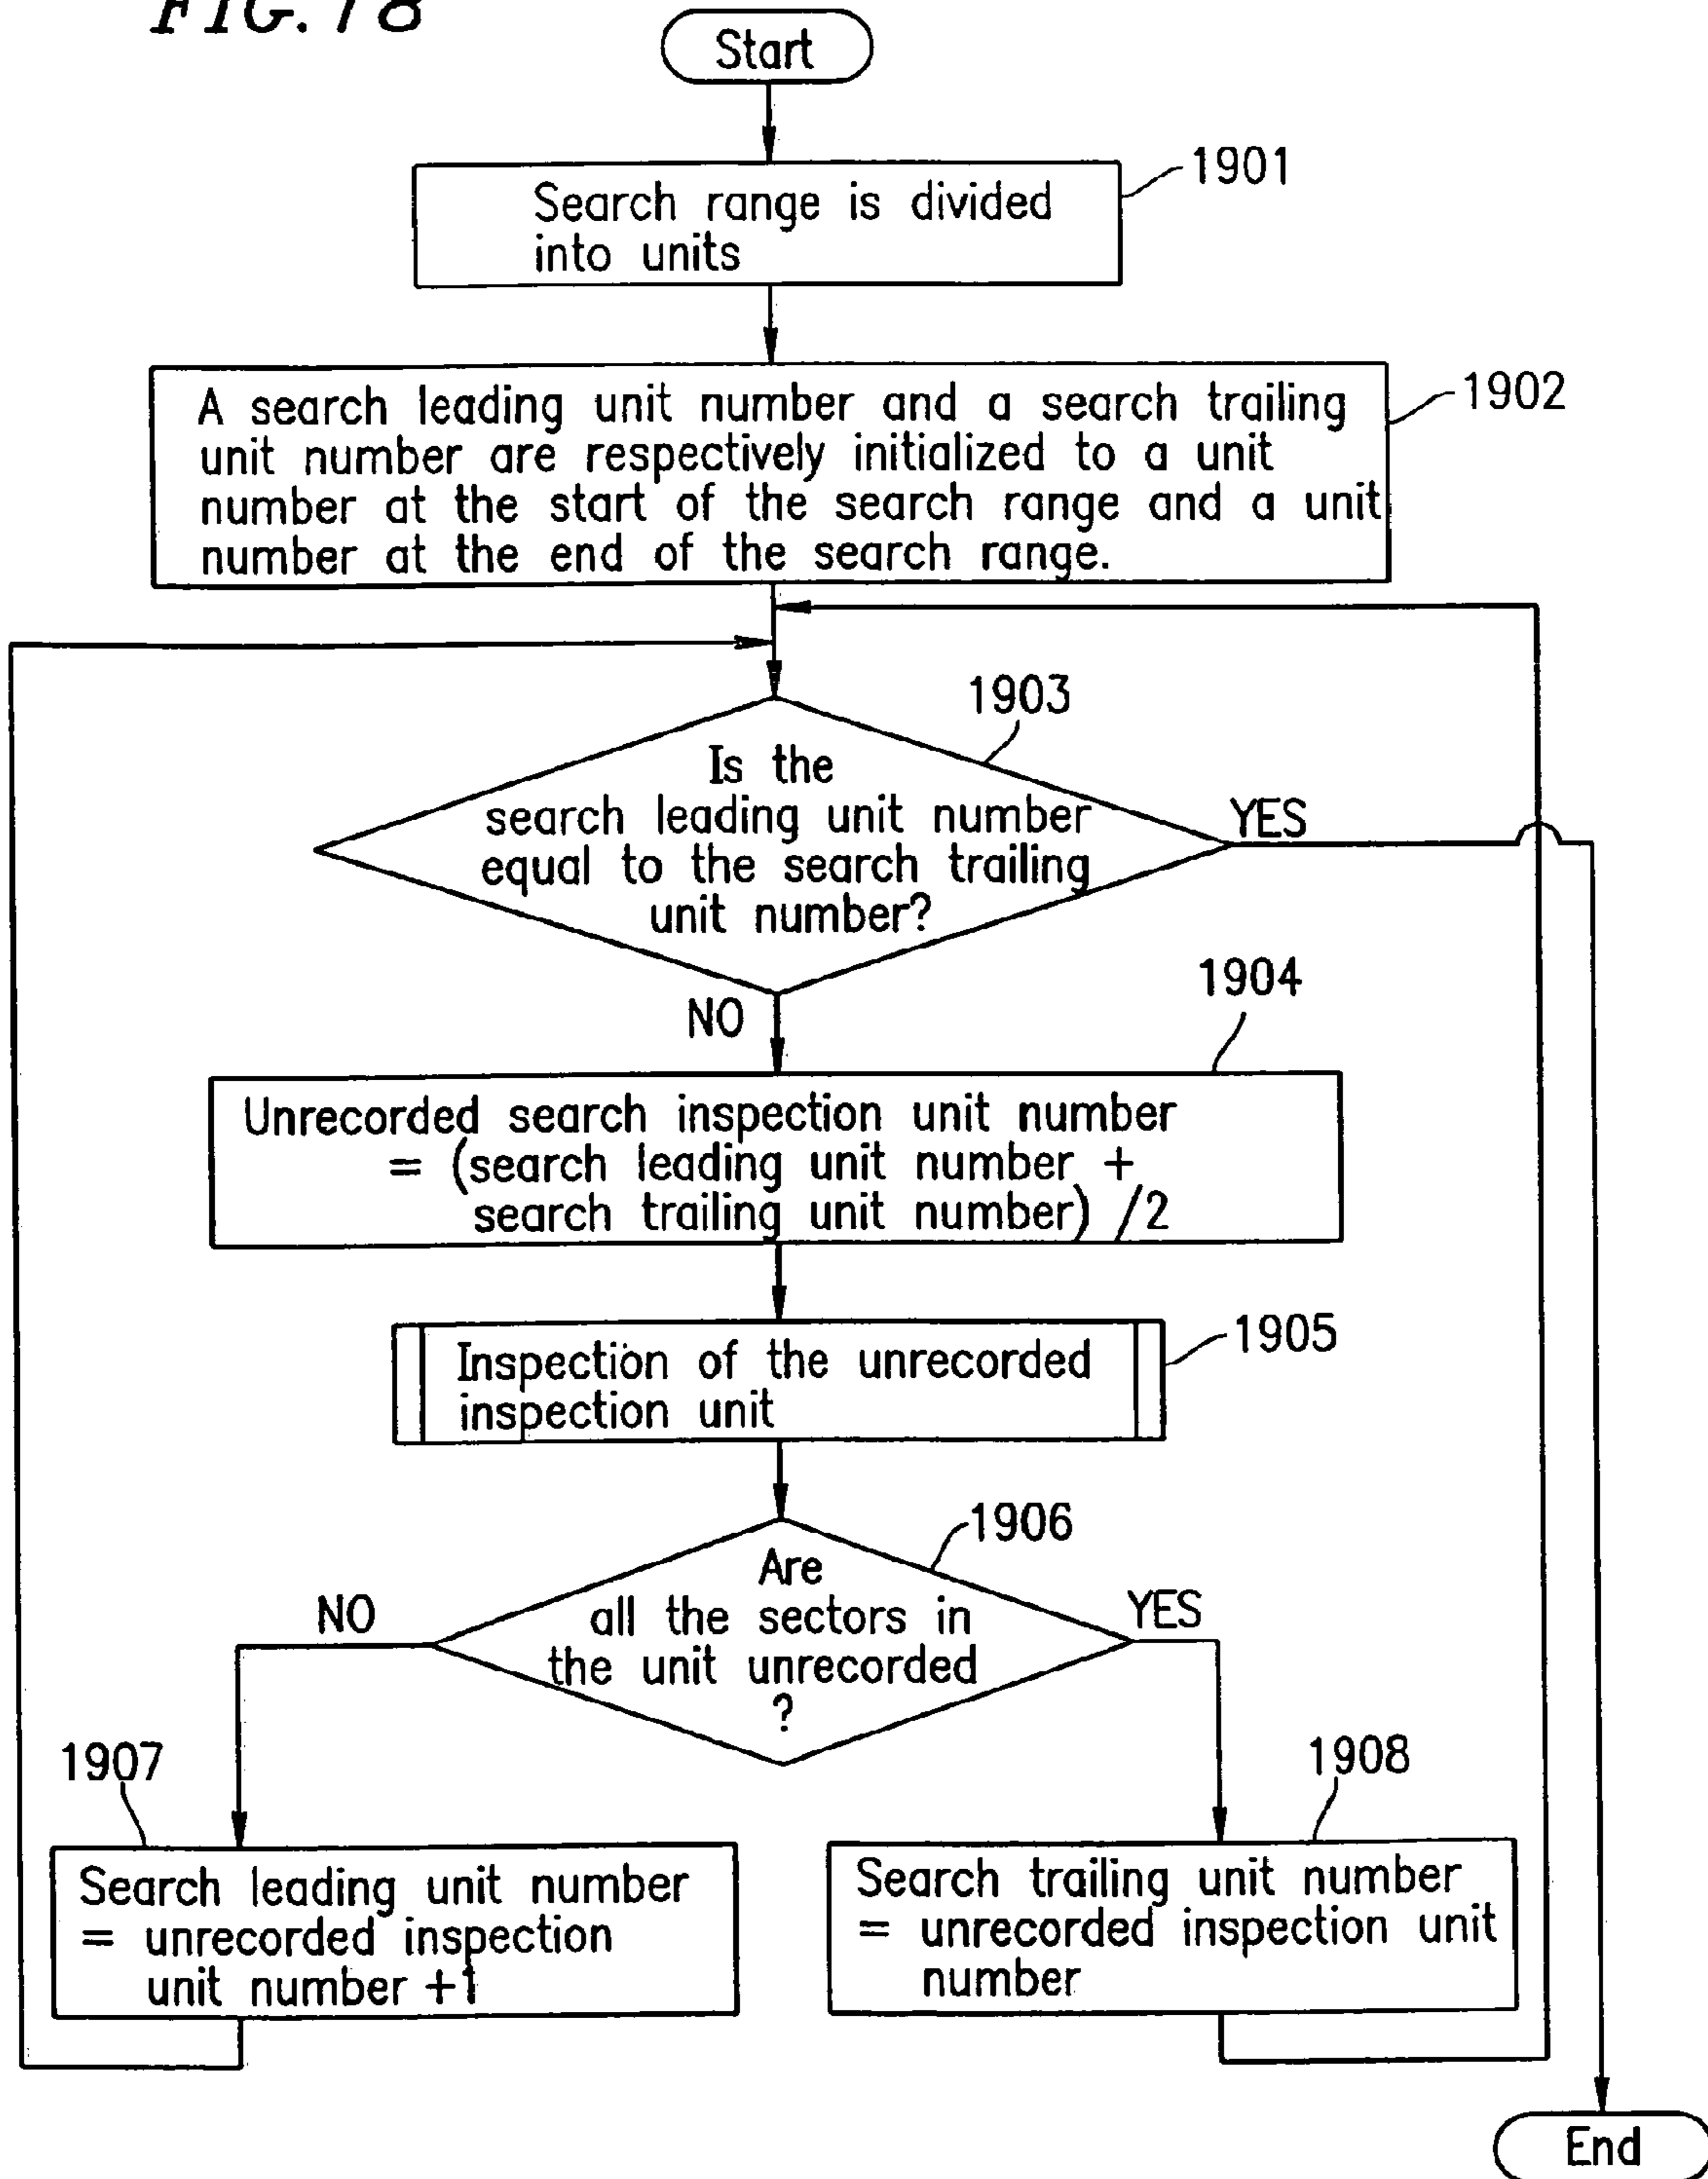 FIG. 18
Start
1901
Search range is divided
into units
1902
A search leading unit number and a search trailing
unit number are respectively initialized to a unit
number at the start of the search range and a unit
number at the end of the search range.
1903
Is the
search leading unit number
equal to the search trailing
unit number?
YES
NO
1904
Unrecorded search inspection unit number
= (search leading unit number +
search trailing unit number) /2
1905
Inspection of the unrecorded
inspection unit
1906
Are
all the sectors in
the unit unrecorded
?
NO
YES
1907
Search leading unit number
= unrecorded inspection
unit number +1
1908
Search trailing unit number
= unrecorded inspection unit
number
End